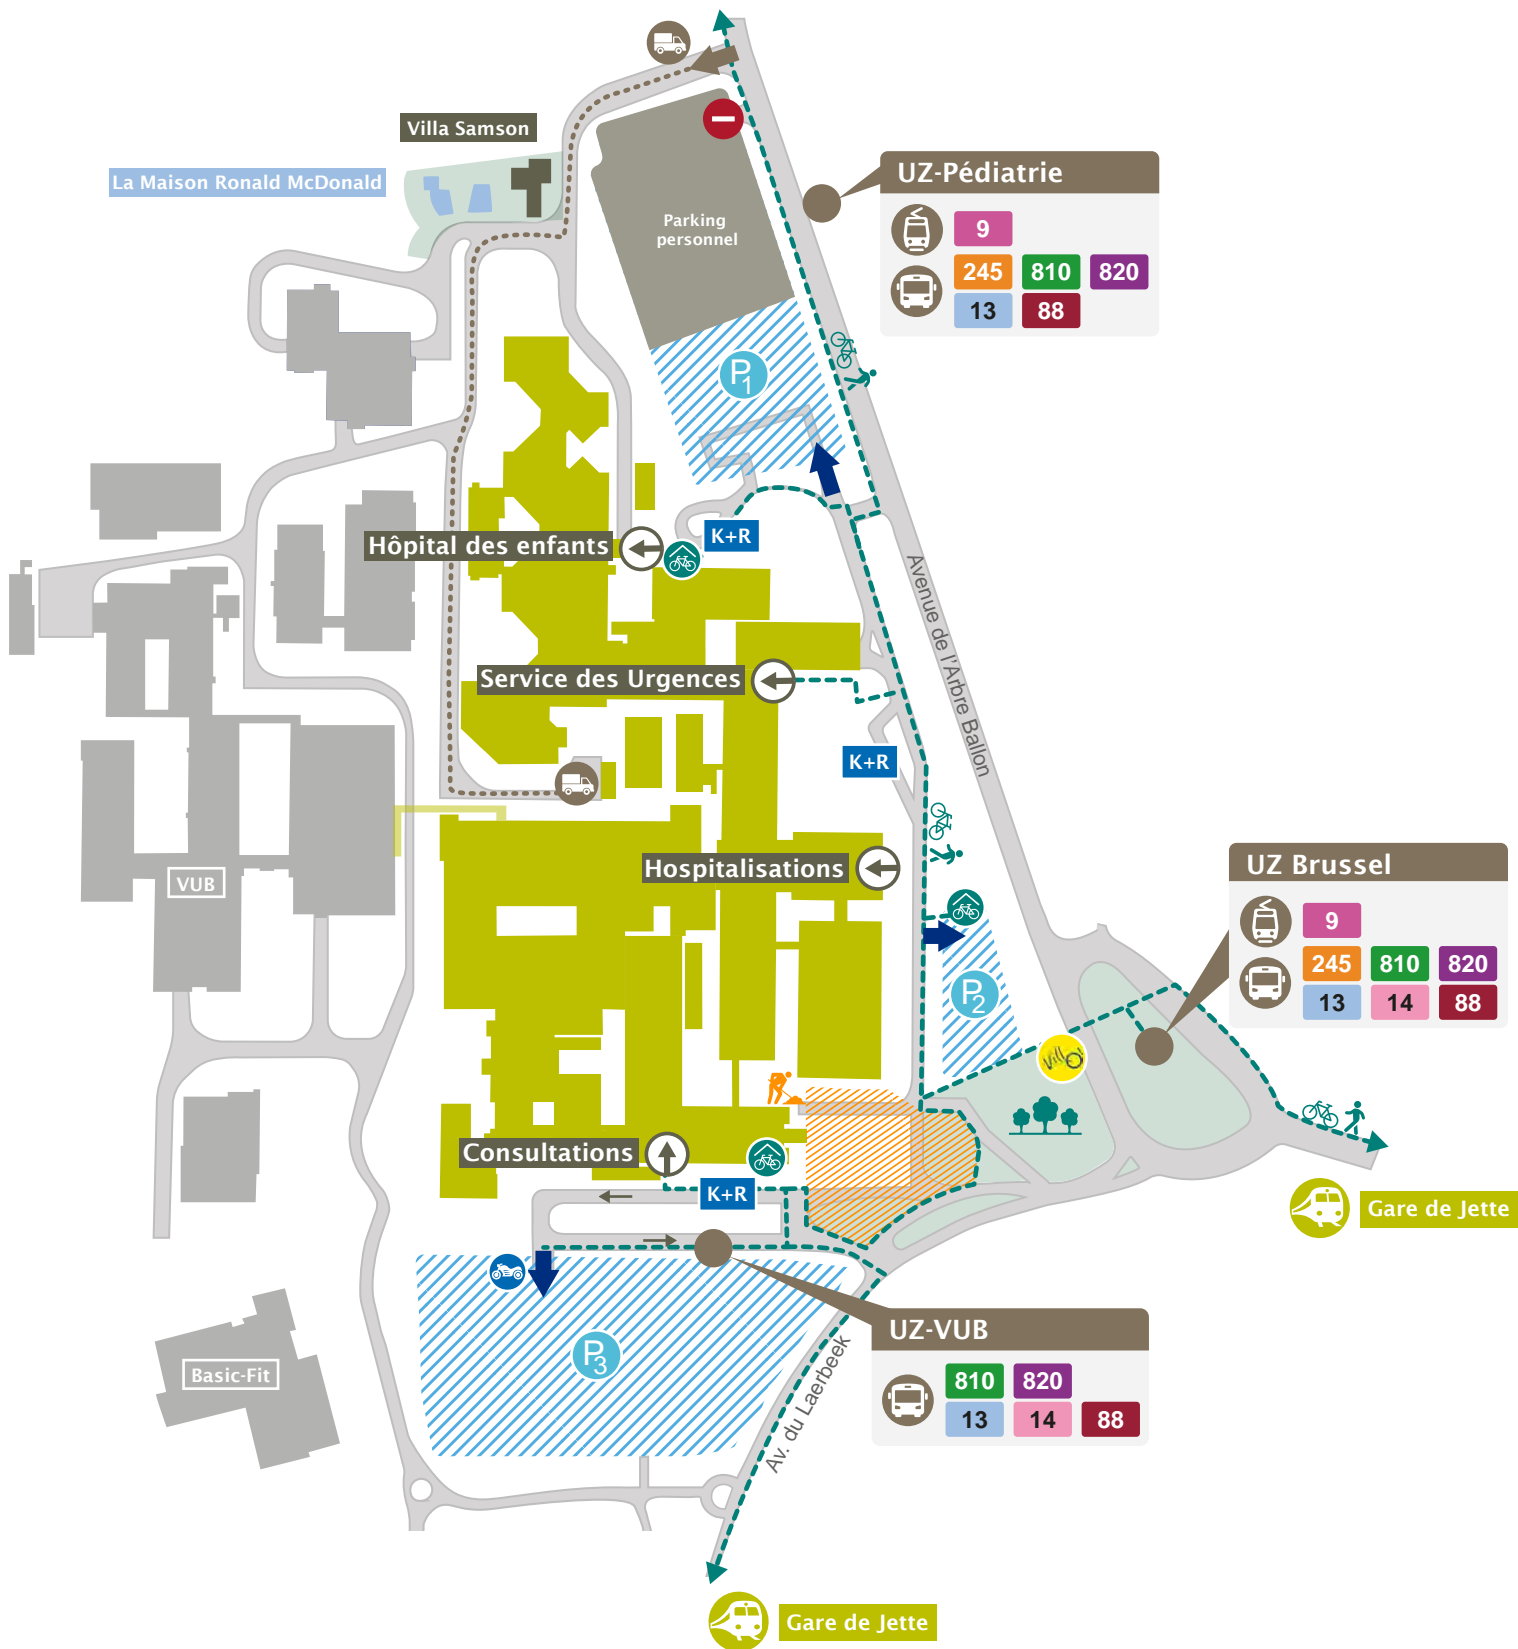 Villa Samson
La Maison Ronald McDonald
Parking
personnel
UZ-Pédiatrie
9
245 810 820
13 88
P1
K+R
Hôpital des enfants
Avenue de l'Arbre Ballon
Service des Urgences
K+R
Hospitalisations
VUB
UZ Brussel
9
245 810 820
13 14 88
P2
Villo!
Consultations
K+R
Gare de Jette
P3
UZ-VUB
810 820
13 14 88
Basic-Fit
Av. du Laerbeek
Gare de Jette